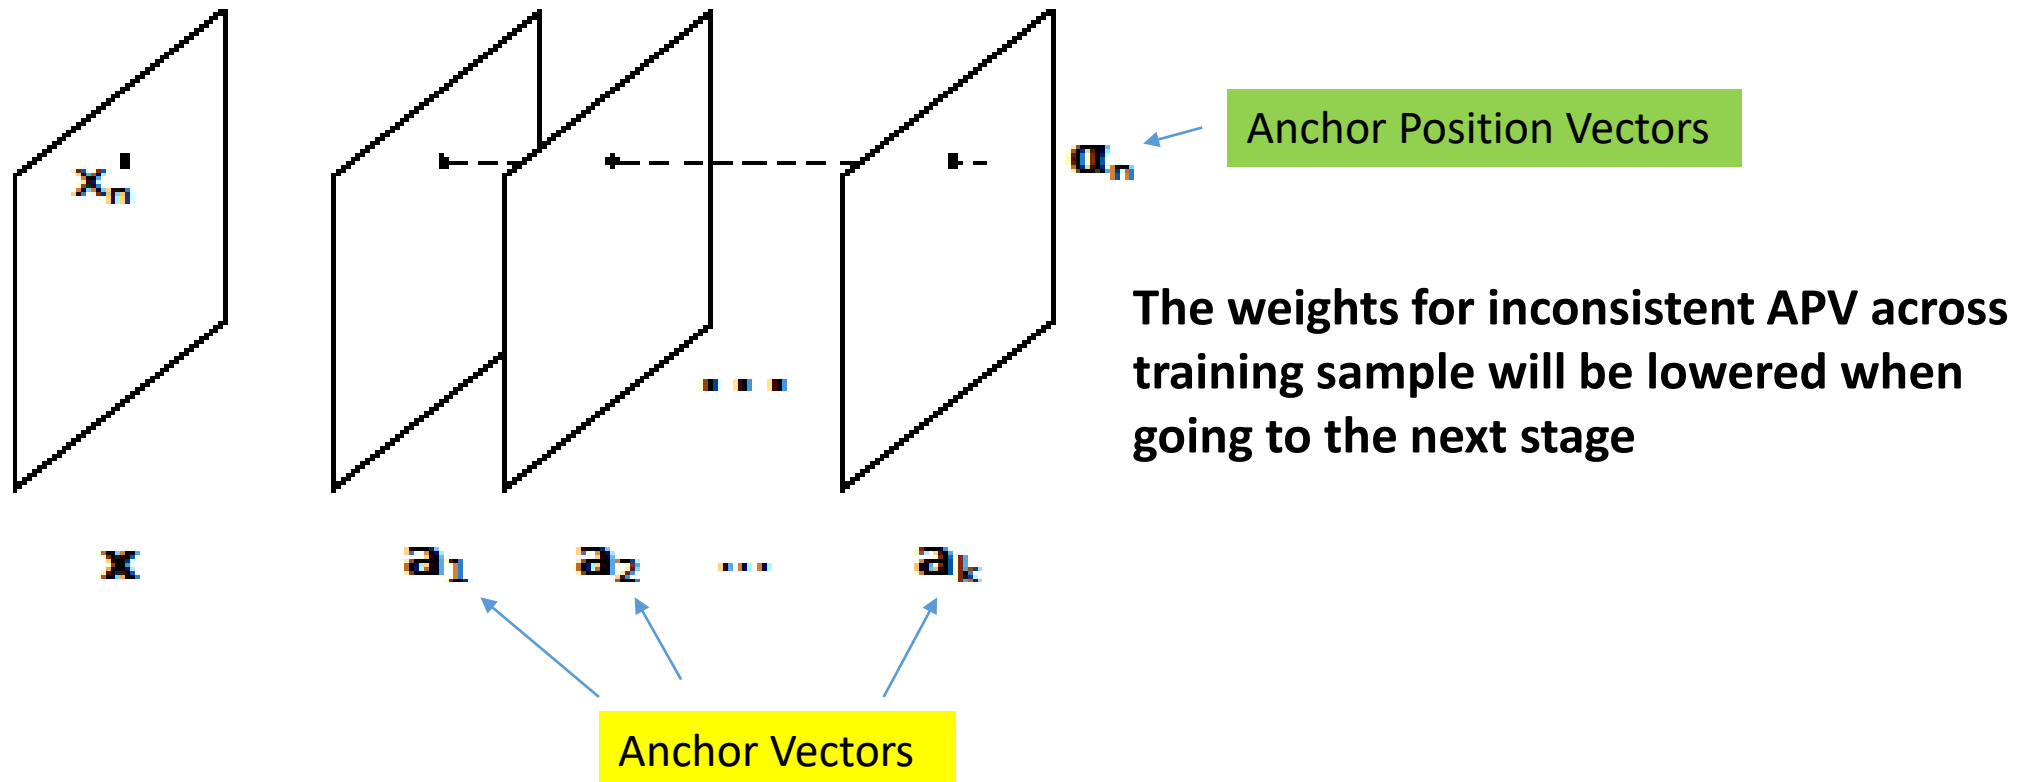 xₙ
αₙ
Anchor Position Vectors
The weights for inconsistent APV across
training sample will be lowered when
going to the next stage
...
x a₁ a₂ ... aₖ
Anchor Vectors